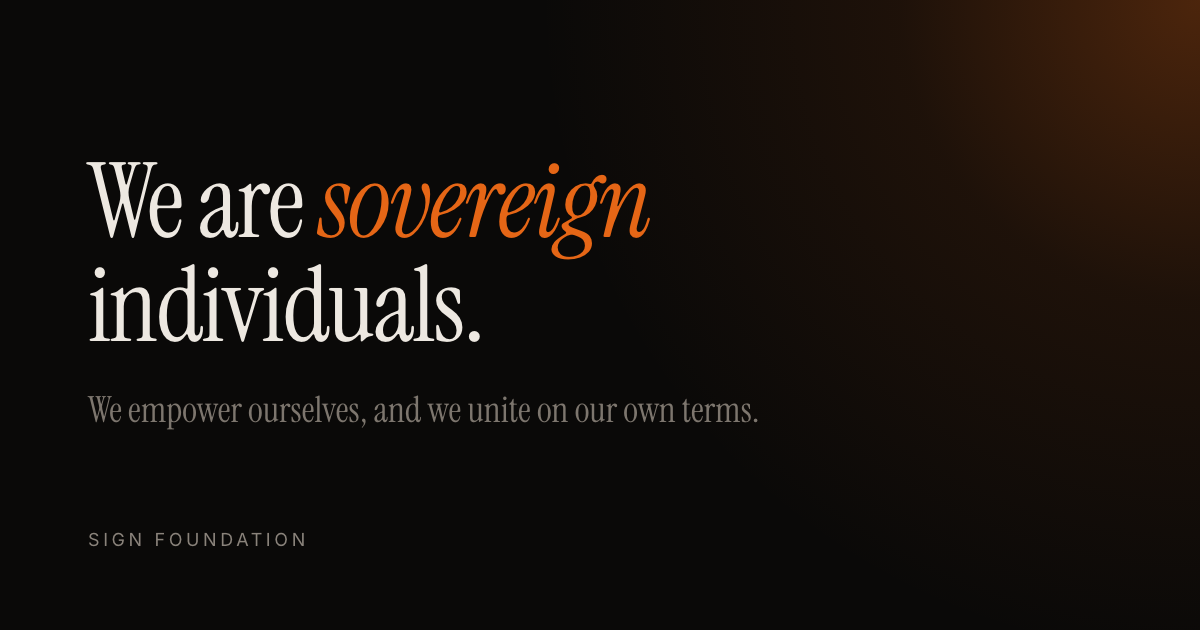 We are sovereign
individuals.
We empower ourselves, and we unite on our own terms.
SIGN FOUNDATION